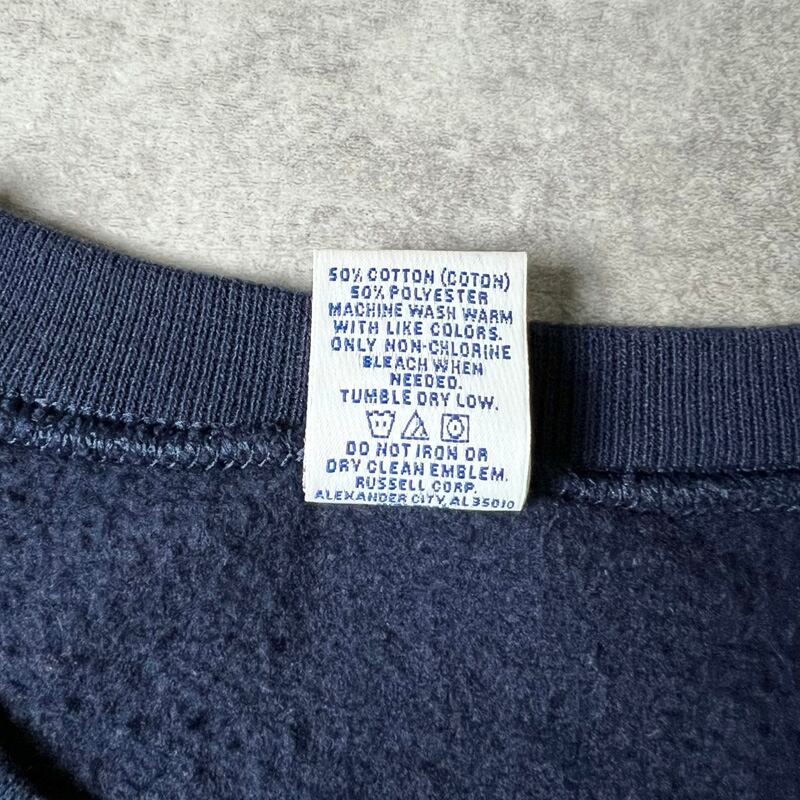 50% COTTON (COTON)
50% POLYESTER
MACHINE WASH WARM
WITH LIKE COLORS.
ONLY NON-CHLORINE
BLEACH WHEN
NEEDED.
TUMBLE DRY LOW.
DO NOT IRON OR
DRY CLEAN EMBLEM.
RUSSELL CORP.
ALEXANDER CITY, AL 35010